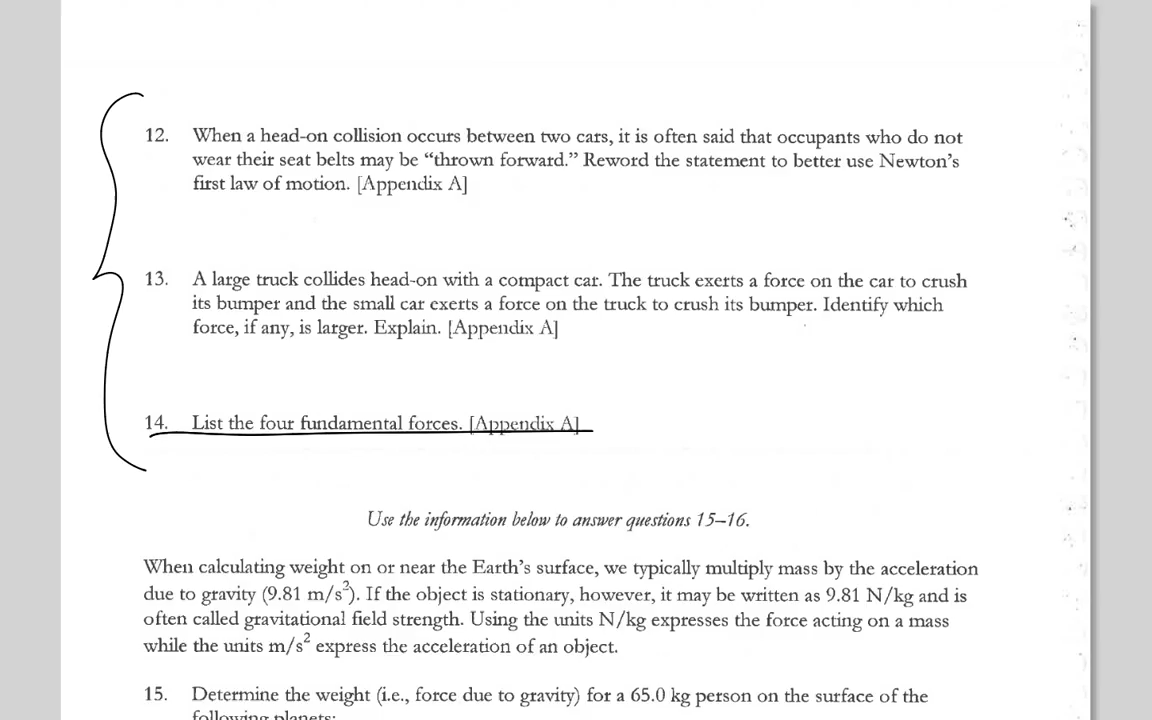 12. When a head-on collision occurs between two cars, it is often said that occupants who do not
wear their seat belts may be “thrown forward.” Reword the statement to better use Newton’s
first law of motion. [Appendix A]
13. A large truck collides head-on with a compact car. The truck exerts a force on the car to crush
its bumper and the small car exerts a force on the truck to crush its bumper. Identify which
force, if any, is larger. Explain. [Appendix A]
14. List the four fundamental forces. [Appendix A]
Use the information below to answer questions 15–16.
When calculating weight on or near the Earth’s surface, we typically multiply mass by the acceleration
due to gravity (9.81 m/s²). If the object is stationary, however, it may be written as 9.81 N/kg and is
often called gravitational field strength. Using the units N/kg expresses the force acting on a mass
while the units m/s² express the acceleration of an object.
15. Determine the weight (i.e., force due to gravity) for a 65.0 kg person on the surface of the
following planets: